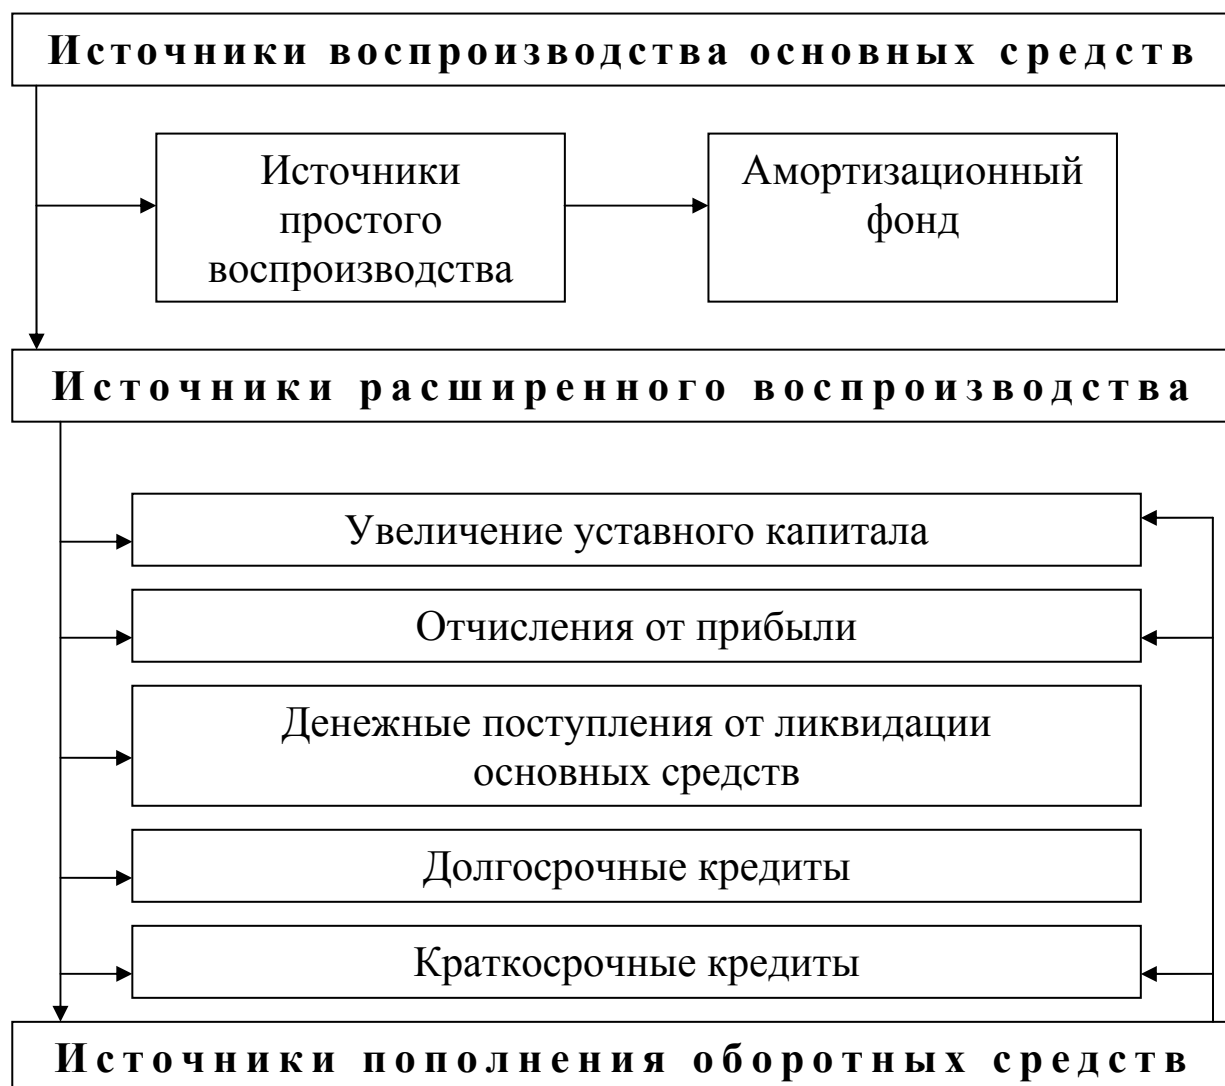 Источники воспроизводства основных средств
Источники
простого
воспроизводства
Амортизационный
фонд
Источники расширенного воспроизводства
Увеличение уставного капитала
Отчисления от прибыли
Денежные поступления от ликвидации
основных средств
Долгосрочные кредиты
Краткосрочные кредиты
Источники пополнения оборотных средств